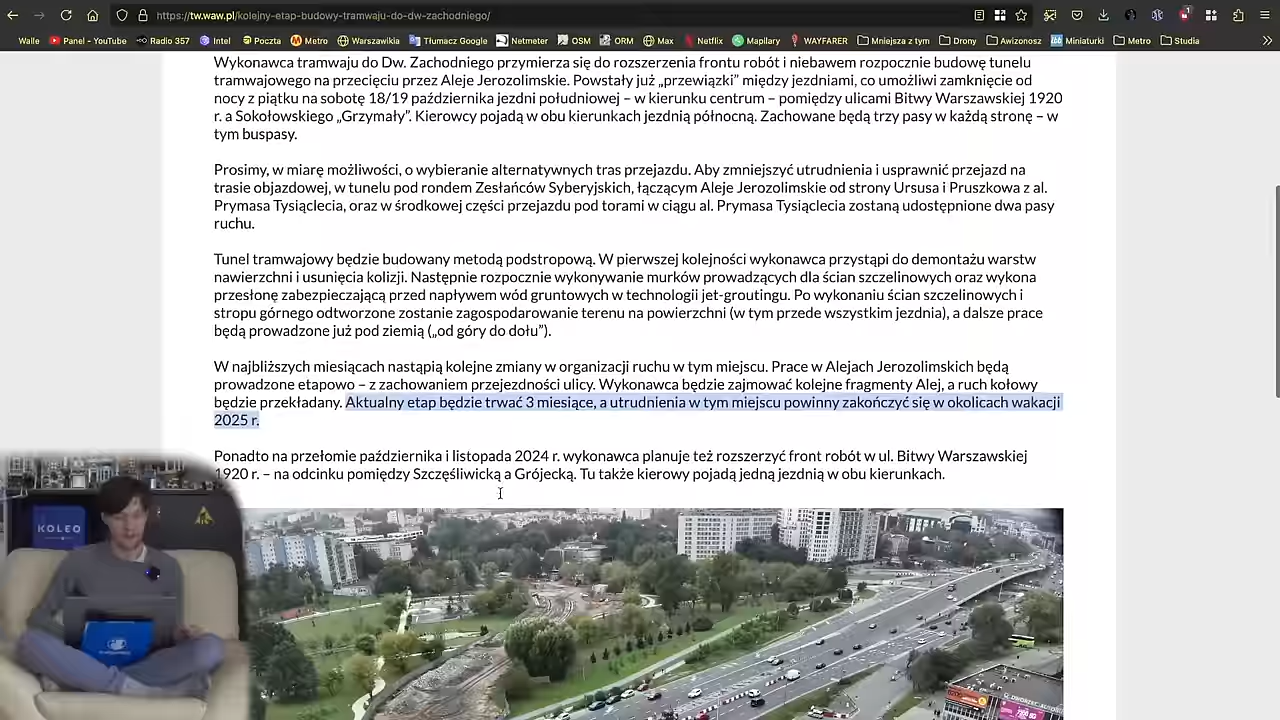 https://tw.waw.pl/kolejny-etap-budowy-tramwaju-do-dw-zachodniego/
Walle Panel - YouTube Radio 357 Intel Poczta Metro Warszawikia Tłumacz Google Netmeter OSM ORM Max Netflix Mapilary WAYFARER Mniejsza z tym Drony Awizonosz Miniaturki Metro Studia
Wykonawca tramwaju do Dw. Zachodniego przymierza się do rozszerzenia frontu robót i niebawem rozpocznie budowę tunelu
tramwajowego na przecięciu przez Aleje Jerozolimskie. Powstały już „przewiązki” między jezdniami, co umożliwi zamknięcie od
nocy z piątku na sobotę 18/19 października jezdni południowej – w kierunku centrum – pomiędzy ulicami Bitwy Warszawskiej 1920
r. a Sokołowskiego „Grzymały”. Kierowcy pojadą w obu kierunkach jezdnią północną. Zachowane będą trzy pasy w każdą stronę – w
tym buspasy.
Prosimy, w miarę możliwości, o wybieranie alternatywnych tras przejazdu. Aby zmniejszyć utrudnienia i usprawnić przejazd na
trasie objazdowej, w tunelu pod rondem Zesłańców Syberyjskich, łączącym Aleje Jerozolimskie od strony Ursusa i Pruszkowa z al.
Prymasa Tysiąclecia, oraz w środkowej części przejazdu pod torami w ciągu al. Prymasa Tysiąclecia zostaną udostępnione dwa pasy
ruchu.
Tunel tramwajowy będzie budowany metodą podstropową. W pierwszej kolejności wykonawca przystąpi do demontażu warstw
nawierzchni i usunięcia kolizji. Następnie rozpocznie wykonywanie murków prowadzących dla ścian szczelinowych oraz wykona
przesłonę zabezpieczającą przed napływem wód gruntowych w technologii jet-groutingu. Po wykonaniu ścian szczelinowych i
stropu górnego odtworzone zostanie zagospodarowanie terenu na powierzchni (w tym przede wszystkim jezdnia), a dalsze prace
będą prowadzone już pod ziemią („od góry do dołu”).
W najbliższych miesiącach nastąpią kolejne zmiany w organizacji ruchu w tym miejscu. Prace w Alejach Jerozolimskich będą
prowadzone etapowo – z zachowaniem przejezdności ulicy. Wykonawca będzie zajmować kolejne fragmenty Alej, a ruch kołowy
będzie przekładany. Aktualny etap będzie trwać 3 miesiące, a utrudnienia w tym miejscu powinny zakończyć się w okolicach wakacji
2025 r.
Ponadto na przełomie października i listopada 2024 r. wykonawca planuje też rozszerzyć front robót w ul. Bitwy Warszawskiej
1920 r. – na odcinku pomiędzy Szczęśliwicką a Grójecką. Tu także kierowy pojadą jedną jezdnią w obu kierunkach.
KOLEO